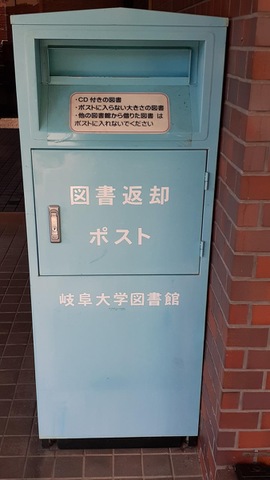 ・CD付きの図書
・ポストに入らない大きさの図書
・他の図書館から借りた図書 は
ポストに入れないでください
図書返却
ポスト
岐阜大学図書館